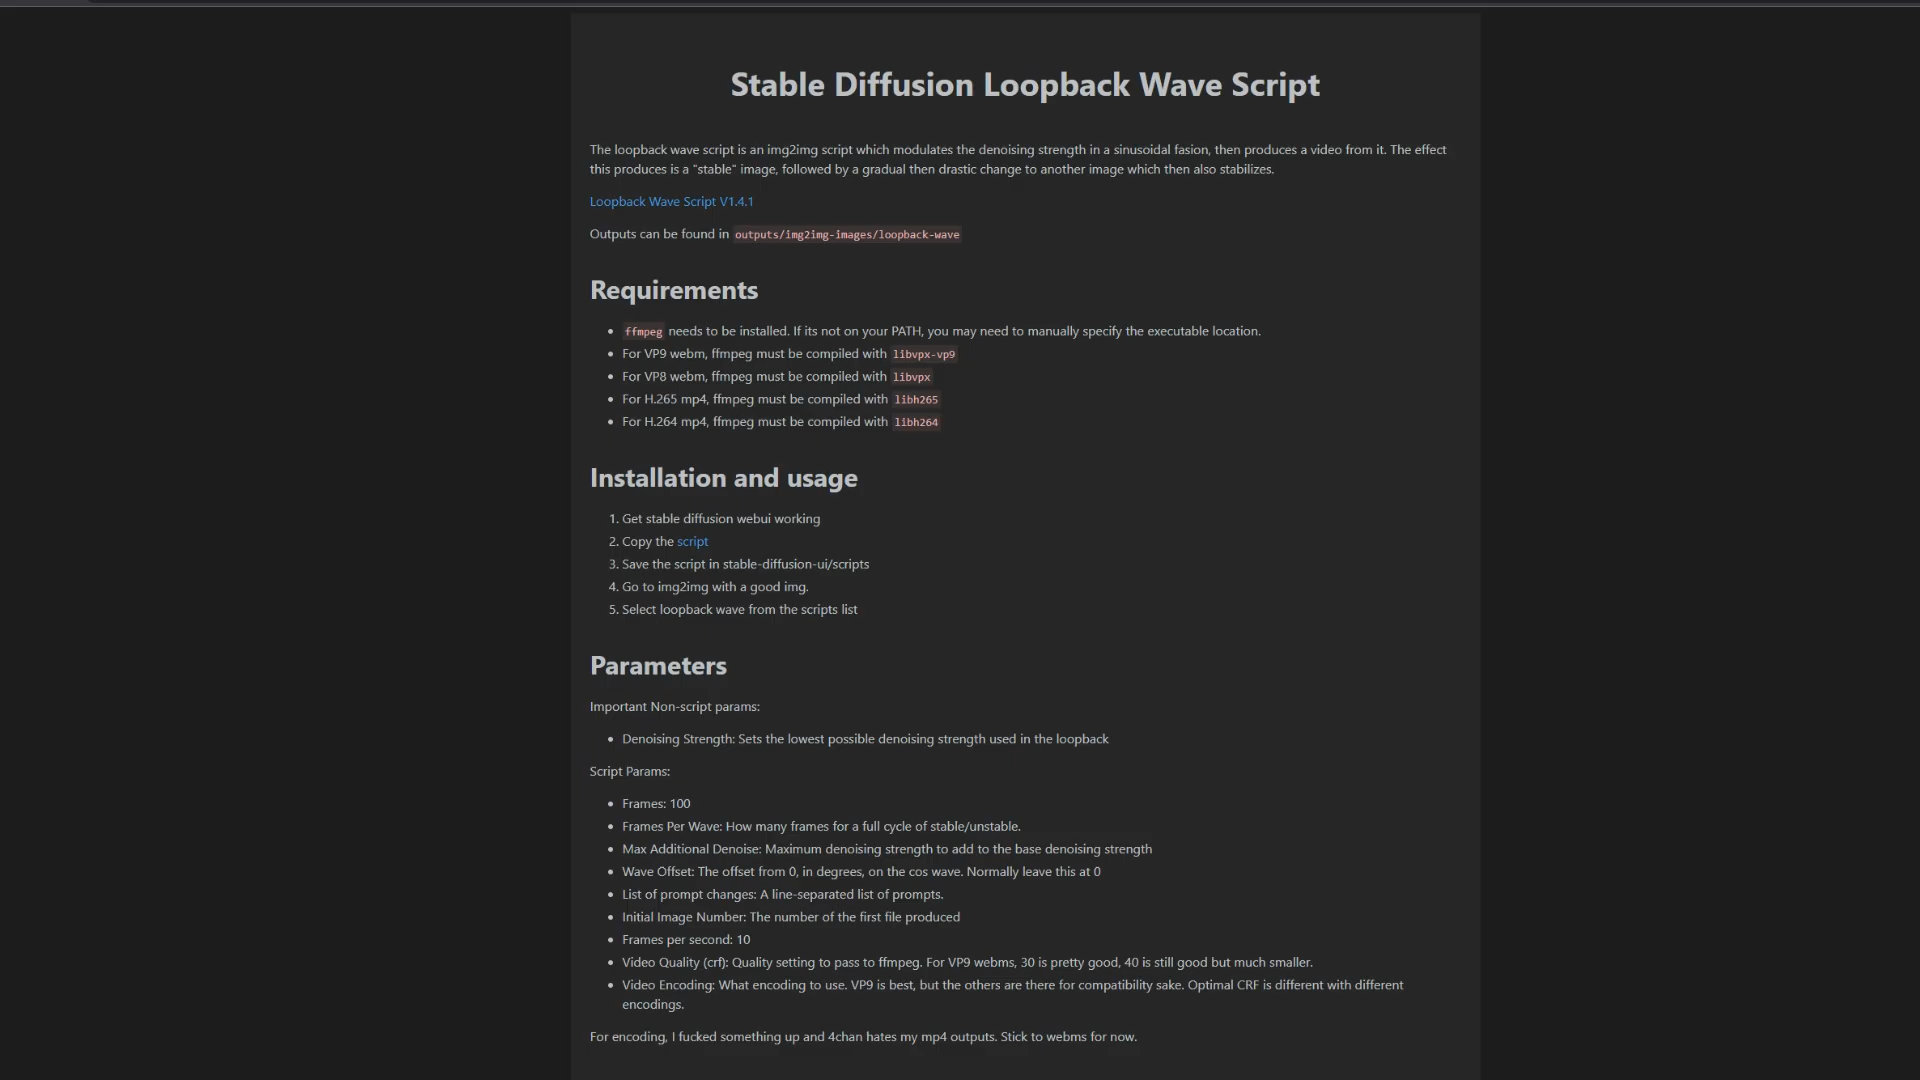 Stable Diffusion Loopback Wave Script
The loopback wave script is an img2img script which modulates the denoising strength in a sinusoidal fasion, then produces a video from it. The effect
this produces is a "stable" image, followed by a gradual then drastic change to another image which then also stabilizes.
Loopback Wave Script V1.4.1
Outputs can be found in outputs/img2img-images/loopback-wave
Requirements
• ffmpeg needs to be installed. If its not on your PATH, you may need to manually specify the executable location.
• For VP9 webm, ffmpeg must be compiled with libvpx-vp9
• For VP8 webm, ffmpeg must be compiled with libvpx
• For H.265 mp4, ffmpeg must be compiled with libh265
• For H.264 mp4, ffmpeg must be compiled with libh264
Installation and usage
1. Get stable diffusion webui working
2. Copy the script
3. Save the script in stable-diffusion-ui/scripts
4. Go to img2img with a good img.
5. Select loopback wave from the scripts list
Parameters
Important Non-script params:
• Denoising Strength: Sets the lowest possible denoising strength used in the loopback
Script Params:
• Frames: 100
• Frames Per Wave: How many frames for a full cycle of stable/unstable.
• Max Additional Denoise: Maximum denoising strength to add to the base denoising strength
• Wave Offset: The offset from 0, in degrees, on the cos wave. Normally leave this at 0
• List of prompt changes: A line-separated list of prompts.
• Initial Image Number: The number of the first file produced
• Frames per second: 10
• Video Quality (crf): Quality setting to pass to ffmpeg. For VP9 webms, 30 is pretty good, 40 is still good but much smaller.
• Video Encoding: What encoding to use. VP9 is best, but the others are there for compatibility sake. Optimal CRF is different with different
encodings.
For encoding, I fucked something up and 4chan hates my mp4 outputs. Stick to webms for now.